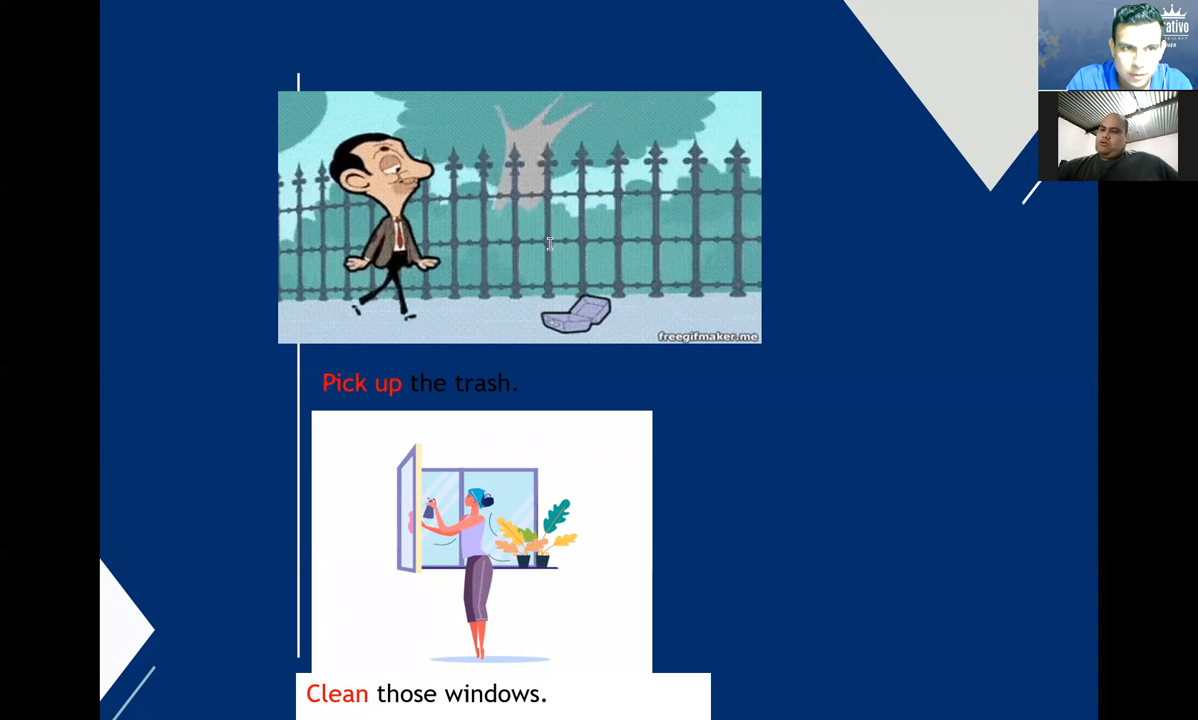 freegifmaker.me
Pick up the trash.
Clean those windows.